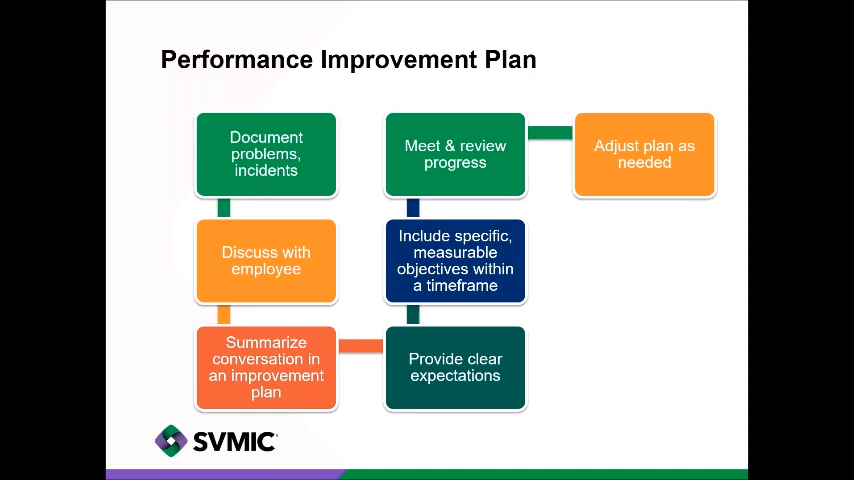 Performance Improvement Plan
Document
problems,
incidents
Discuss with
employee
Summarize
conversation in
an improvement
plan
Provide clear
expectations
Include specific,
measurable
objectives within
a timeframe
Meet & review
progress
Adjust plan as
needed
SVMIC